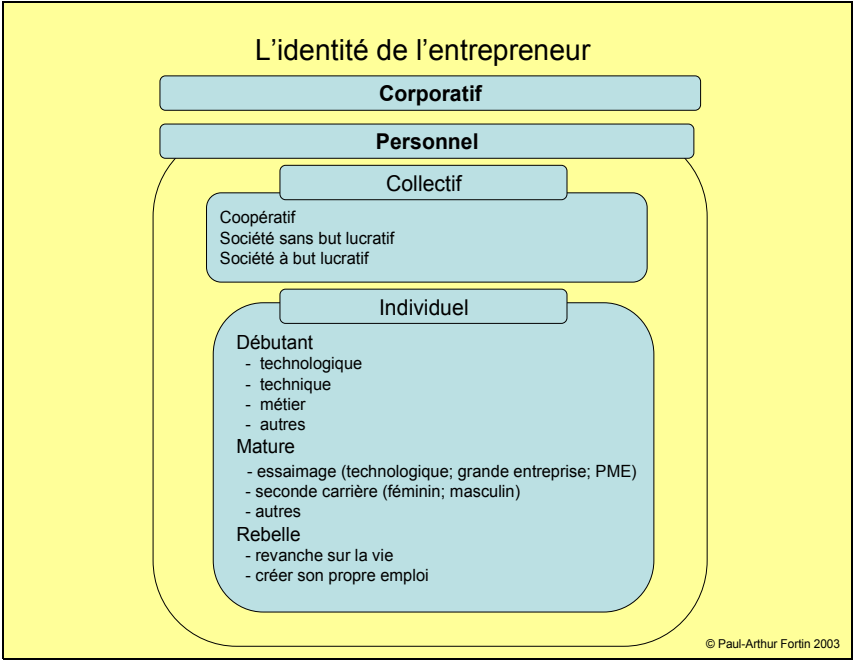 L'identité de l'entrepreneur
Corporatif
Personnel
Collectif
Coopératif
Société sans but lucratif
Société à but lucratif
Individuel
Débutant
- technologique
- technique
- métier
- autres
Mature
- essaimage (technologique; grande entreprise; PME)
- seconde carrière (féminin; masculin)
- autres
Rebelle
- revanche sur la vie
- créer son propre emploi
© Paul-Arthur Fortin 2003